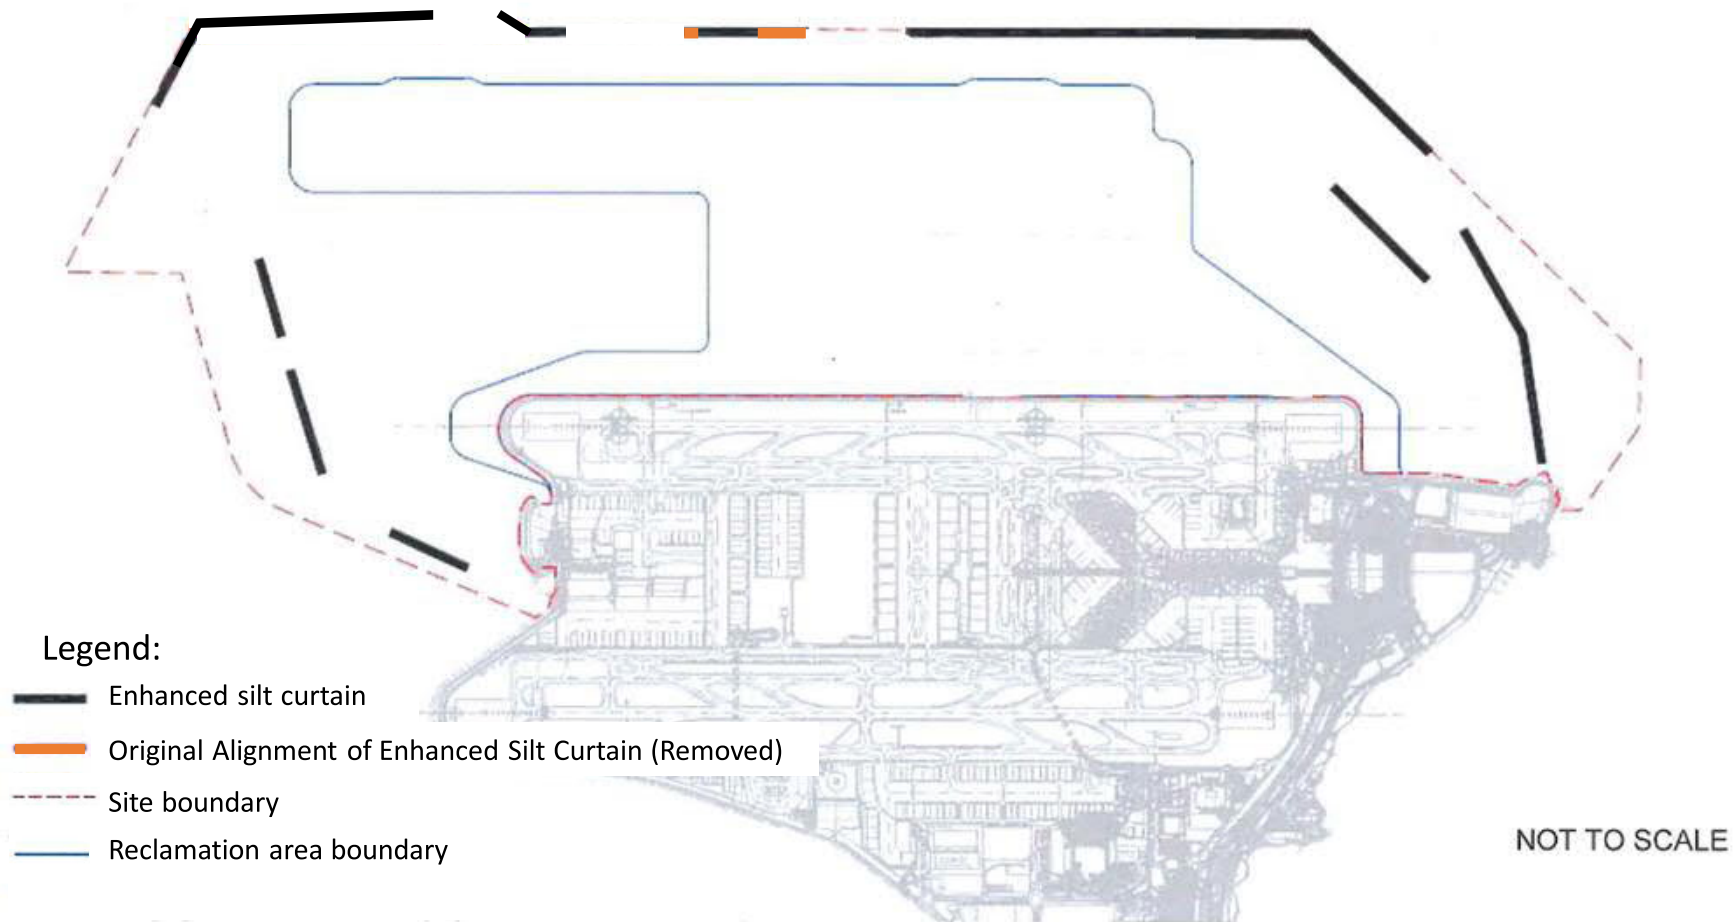 Legend:
Enhanced silt curtain
Original Alignment of Enhanced Silt Curtain (Removed)
Site boundary
Reclamation area boundary
NOT TO SCALE